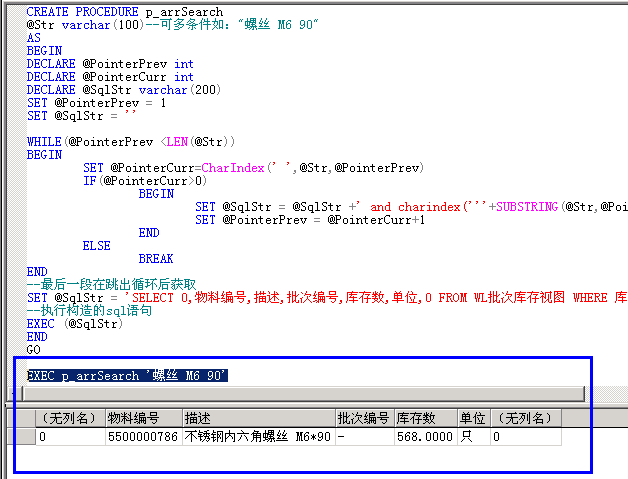 CREATE PROCEDURE p_arrSearch
@Str varchar(100)--可多条件如："螺丝 M6 90"
AS
BEGIN
DECLARE @PointerPrev int
DECLARE @PointerCurr int
DECLARE @SqlStr varchar(200)
SET @PointerPrev = 1
SET @SqlStr = ''
WHILE(@PointerPrev <LEN(@Str))
BEGIN
SET @PointerCurr=CharIndex(' ',@Str,@PointerPrev)
IF(@PointerCurr>0)
BEGIN
SET @SqlStr = @SqlStr +' and charindex('''+SUBSTRING(@Str,@Poi
SET @PointerPrev = @PointerCurr+1
END
ELSE
BREAK
END
--最后一段在跳出循环后获取
SET @SqlStr = 'SELECT 0,物料编号,描述,批次编号,库存数,单位,0 FROM WL批次库存视图 WHERE 库
--执行构造的sql语句
EXEC (@SqlStr)
END
GO
EXEC p_arrSearch '螺丝 M6 90'
（无列名） 物料编号 描述 批次编号 库存数 单位 （无列名）
0 5500000786 不锈钢内六角螺丝 M6*90 - 568.0000 只 0